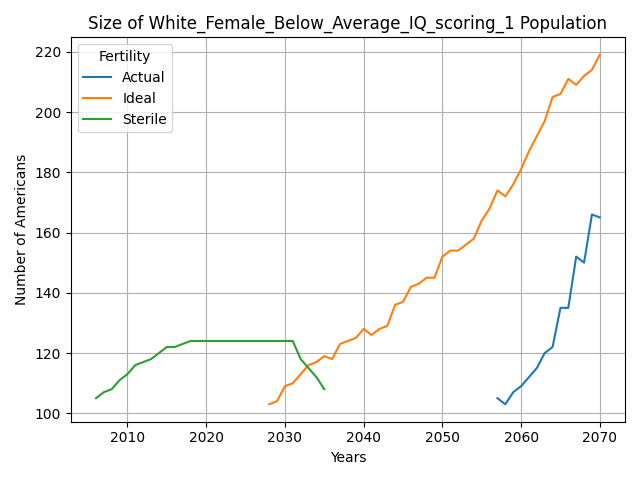 Size of White_Female_Below_Average_IQ_scoring_1 Population
Fertility
Actual
Ideal
Sterile
Number of Americans
220
200
180
160
140
120
100
2010 2020 2030 2040 2050 2060 2070
Years